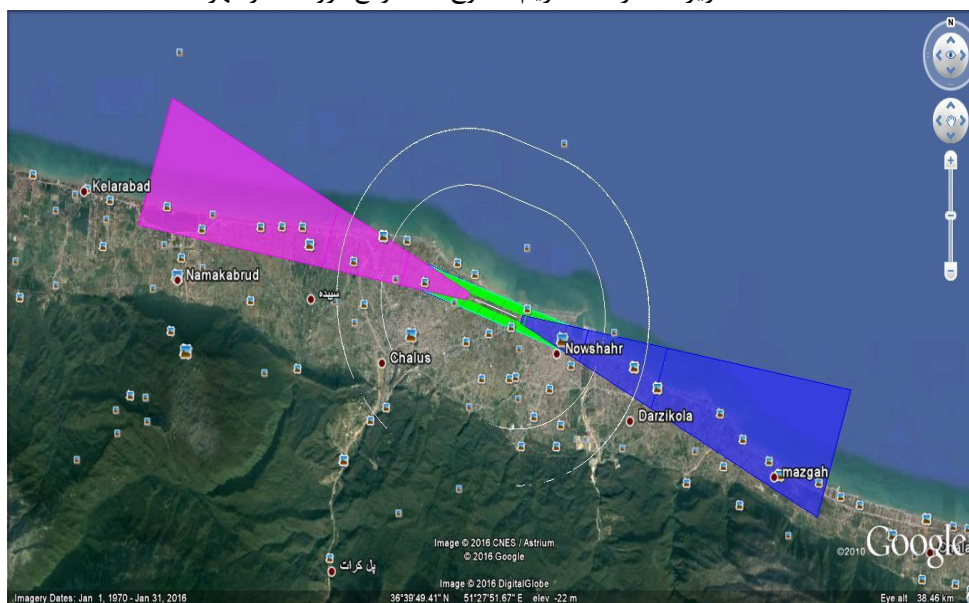 N
Kelarabad
Namakabrud
سپیده
Chalus
Nowshahr
Darzikola
mazgah
پل کرات
Image © 2016 CNES / Astrium
© 2016 Google
Image © 2016 DigitalGlobe
©2010 Google
Imagery Dates: Jan 1, 1970 - Jan 31, 2016
36°39'49.41" N 51°27'51.67" E elev -22 m
Eye alt 38.46 km